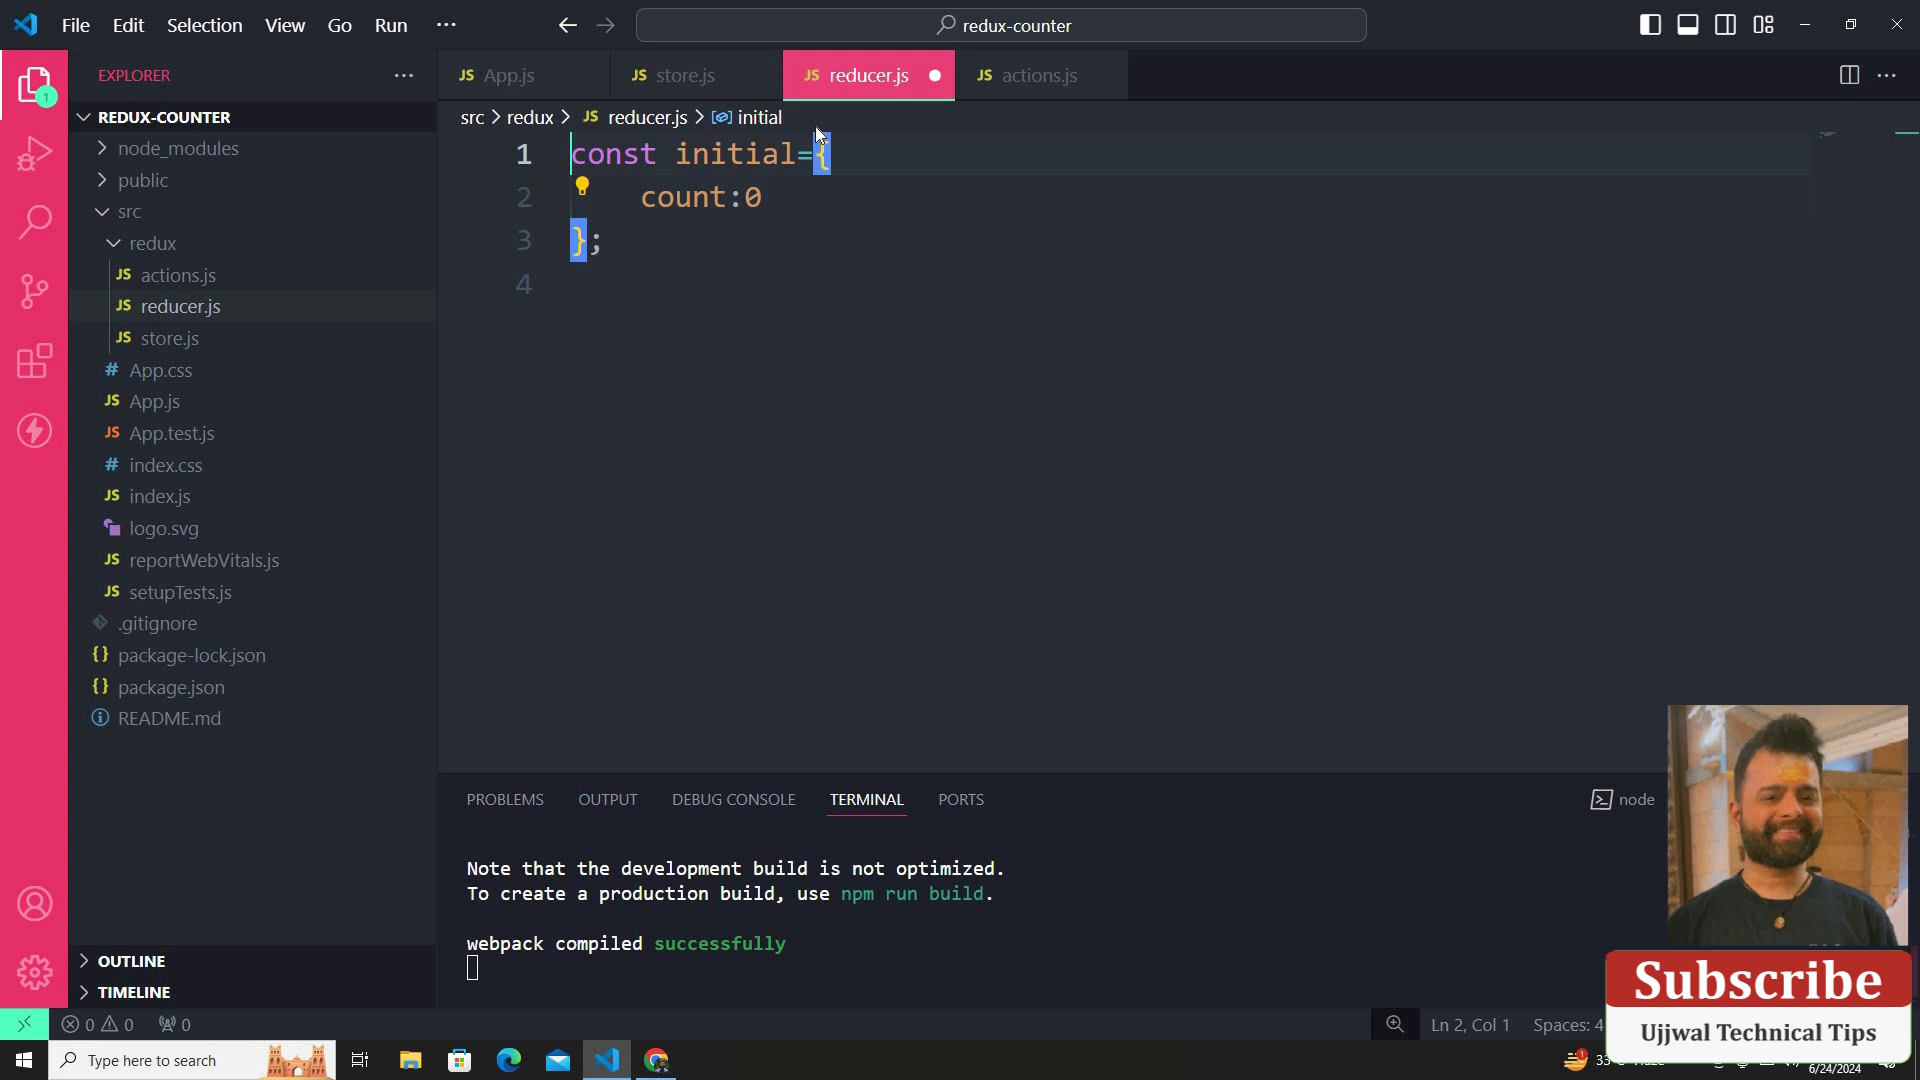 File Edit Selection View Go Run ···
redux-counter
EXPLORER
1
REDUX-COUNTER
node_modules
public
src
redux
JS actions.js
JS reducer.js
JS store.js
# App.css
JS App.js
JS App.test.js
# index.css
JS index.js
logo.svg
JS reportWebVitals.js
JS setupTests.js
.gitignore
{} package-lock.json
{} package.json
README.md
OUTLINE
TIMELINE
JS App.js JS store.js JS reducer.js JS actions.js
src > redux > JS reducer.js > initial
1 const initial={
2 count:0
3 };
4
PROBLEMS OUTPUT DEBUG CONSOLE TERMINAL PORTS
node
Note that the development build is not optimized.
To create a production build, use npm run build.
webpack compiled successfully
Subscribe
Ujjwal Technical Tips
0 0 0
Ln 2, Col 1 Spaces: 4
Type here to search
6/24/2024